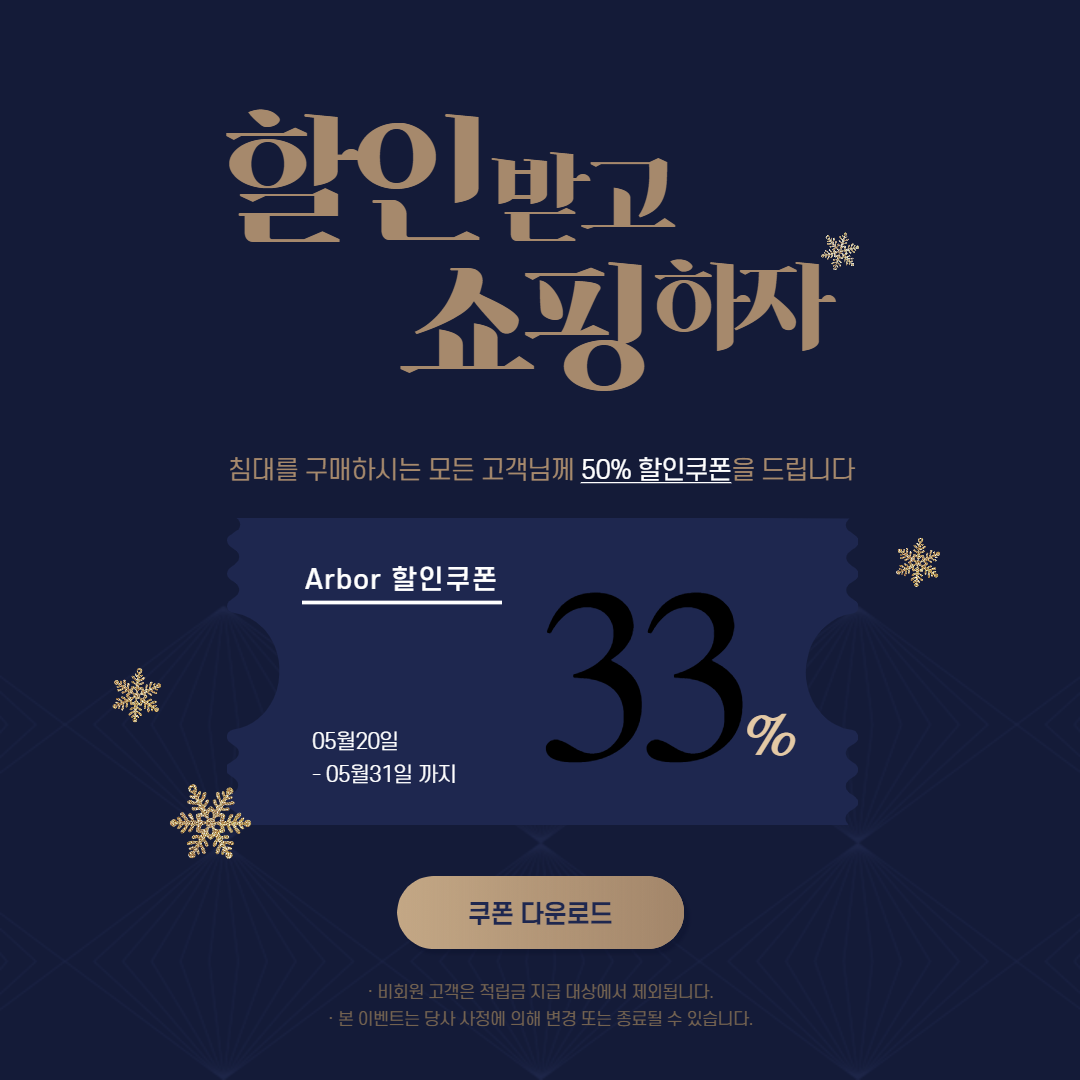 할인받고
쇼핑하자
침대를 구매하시는 모든 고객님께 50% 할인쿠폰을 드립니다
Arbor 할인쿠폰
33%
05월20일
- 05월31일 까지
쿠폰 다운로드
· 비회원 고객은 적립금 지급 대상에서 제외됩니다.
· 본 이벤트는 당사 사정에 의해 변경 또는 종료될 수 있습니다.